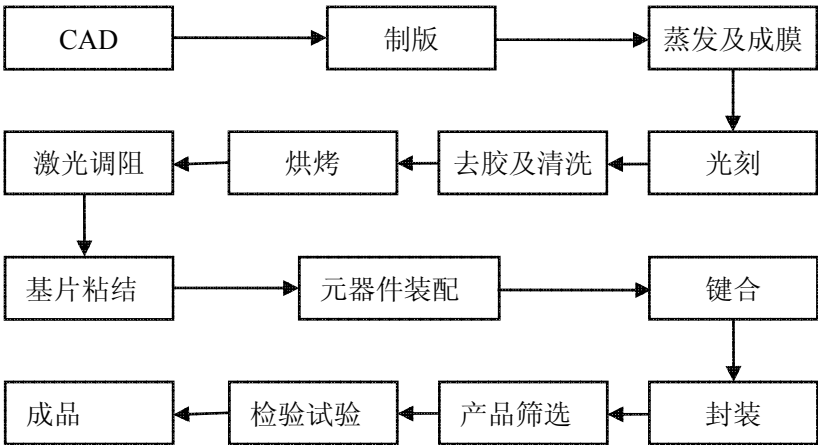 CAD
制版
蒸发及成膜
光刻
去胶及清洗
烘烤
激光调阻
基片粘结
元器件装配
键合
封装
产品筛选
检验试验
成品